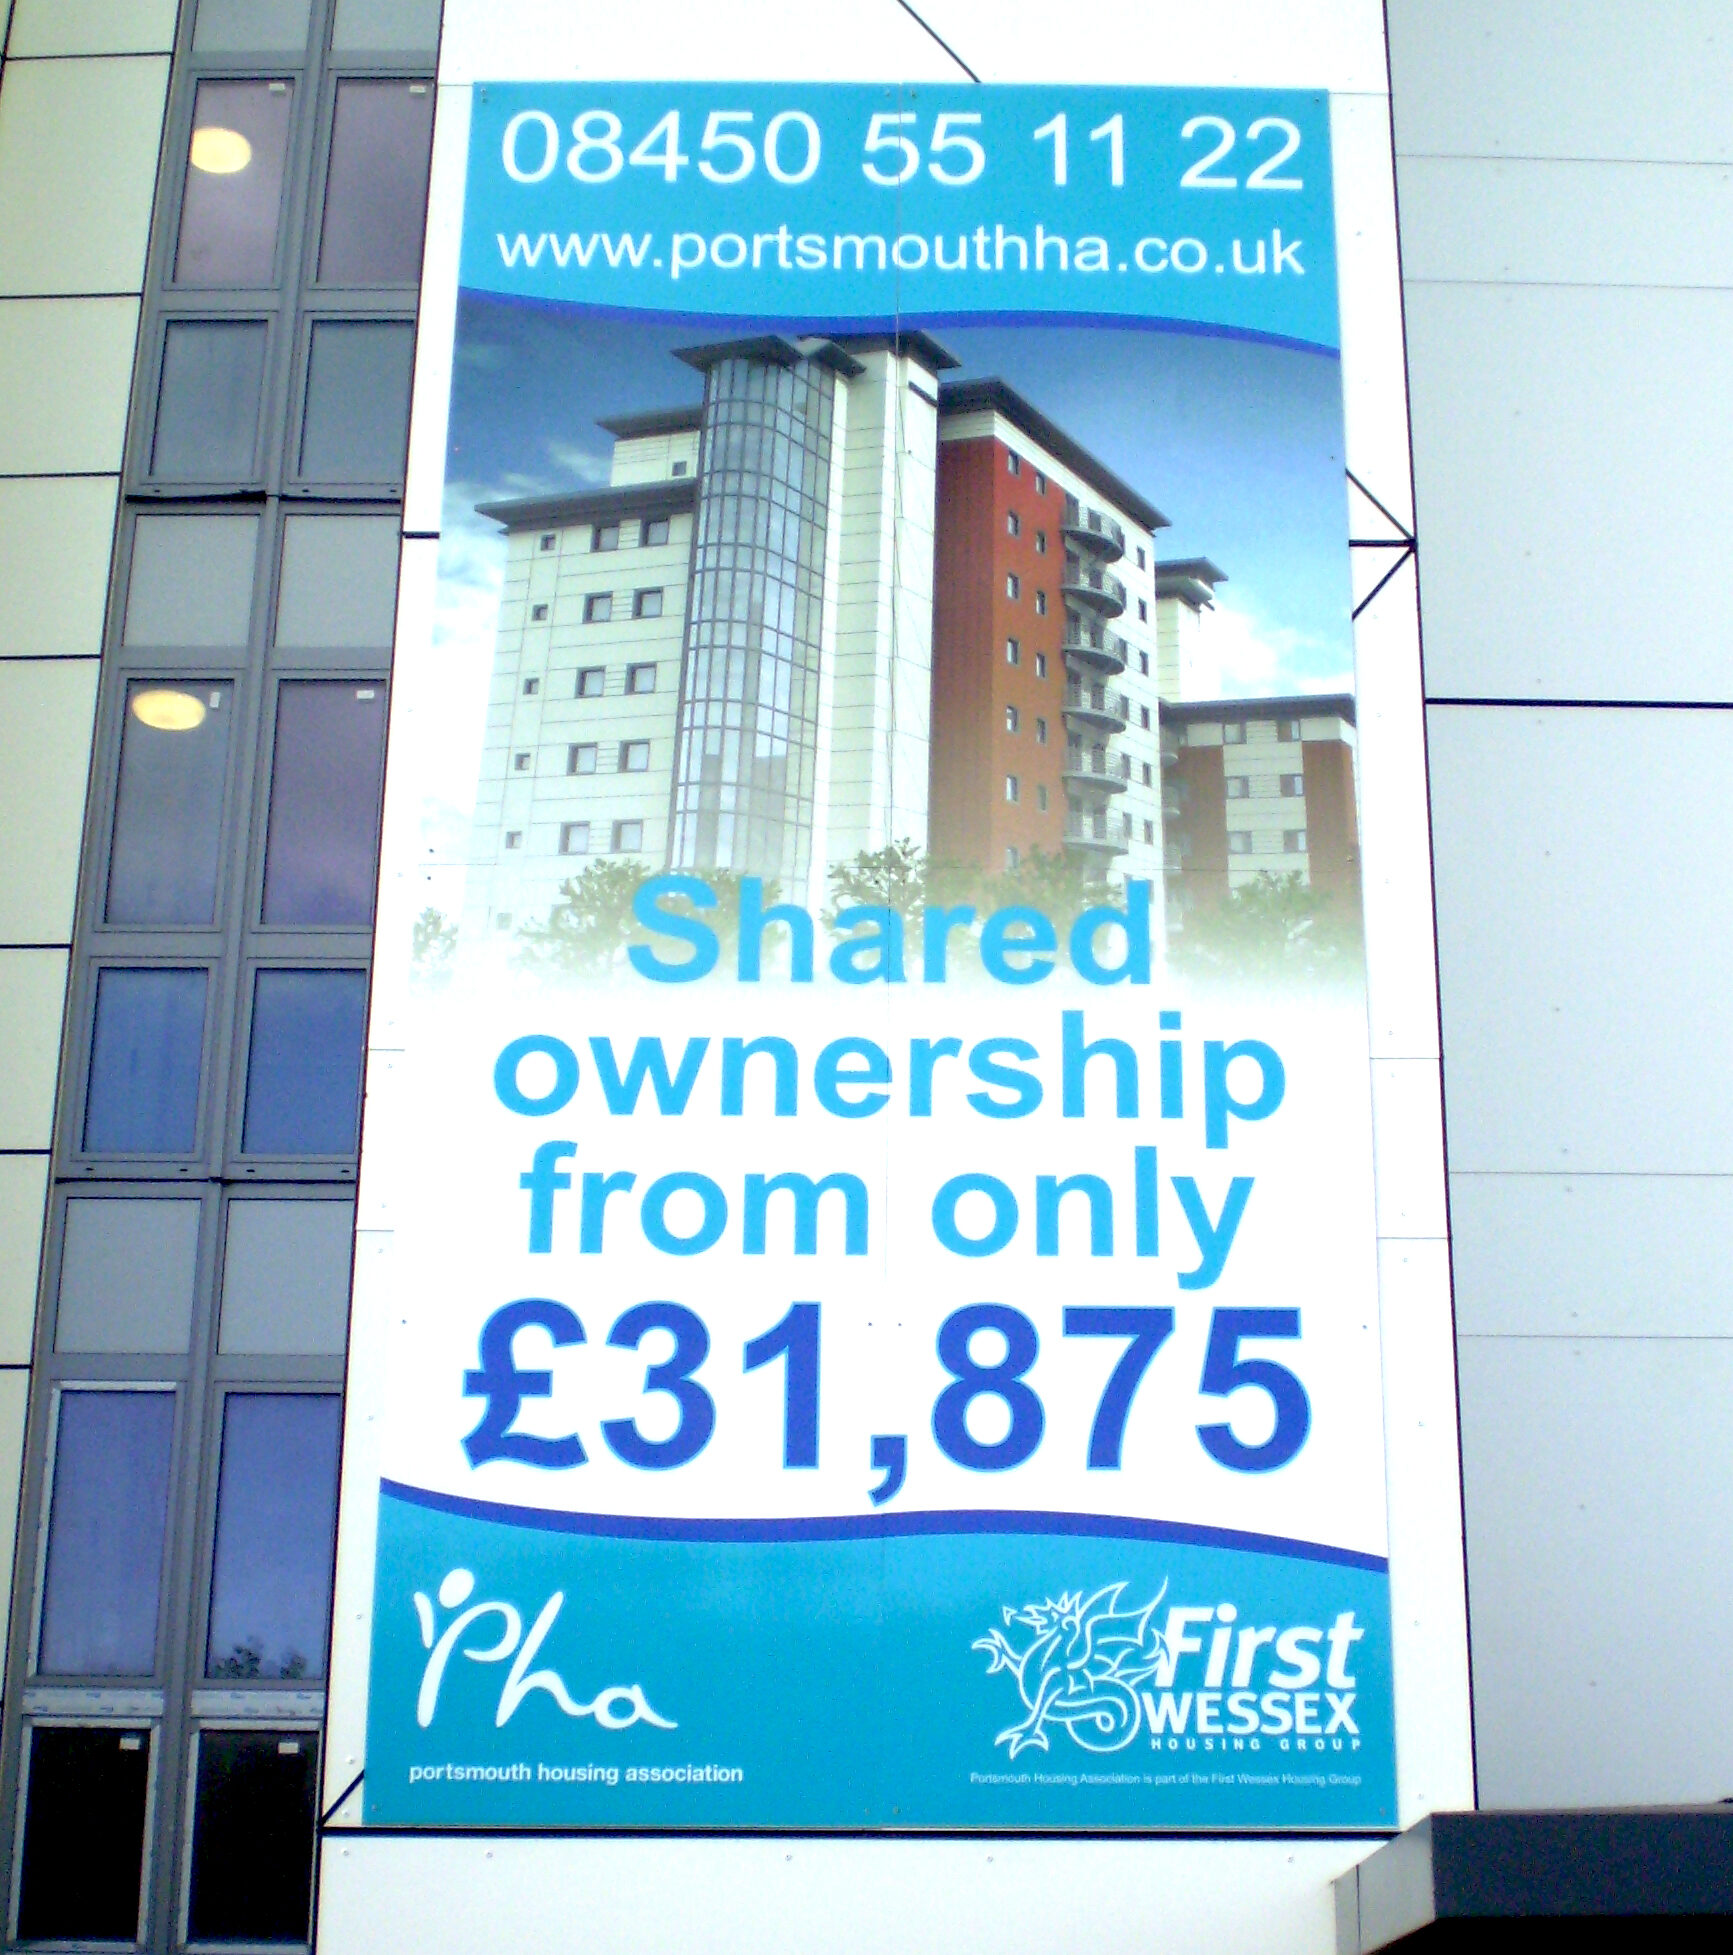 08450 55 11 22
www.portsmouthha.co.uk
Shared
ownership
from only
£31,875
Pha
portsmouth housing association
First
WESSEX
HOUSING GROUP
Portsmouth Housing Association is part of the First Wessex Housing Group